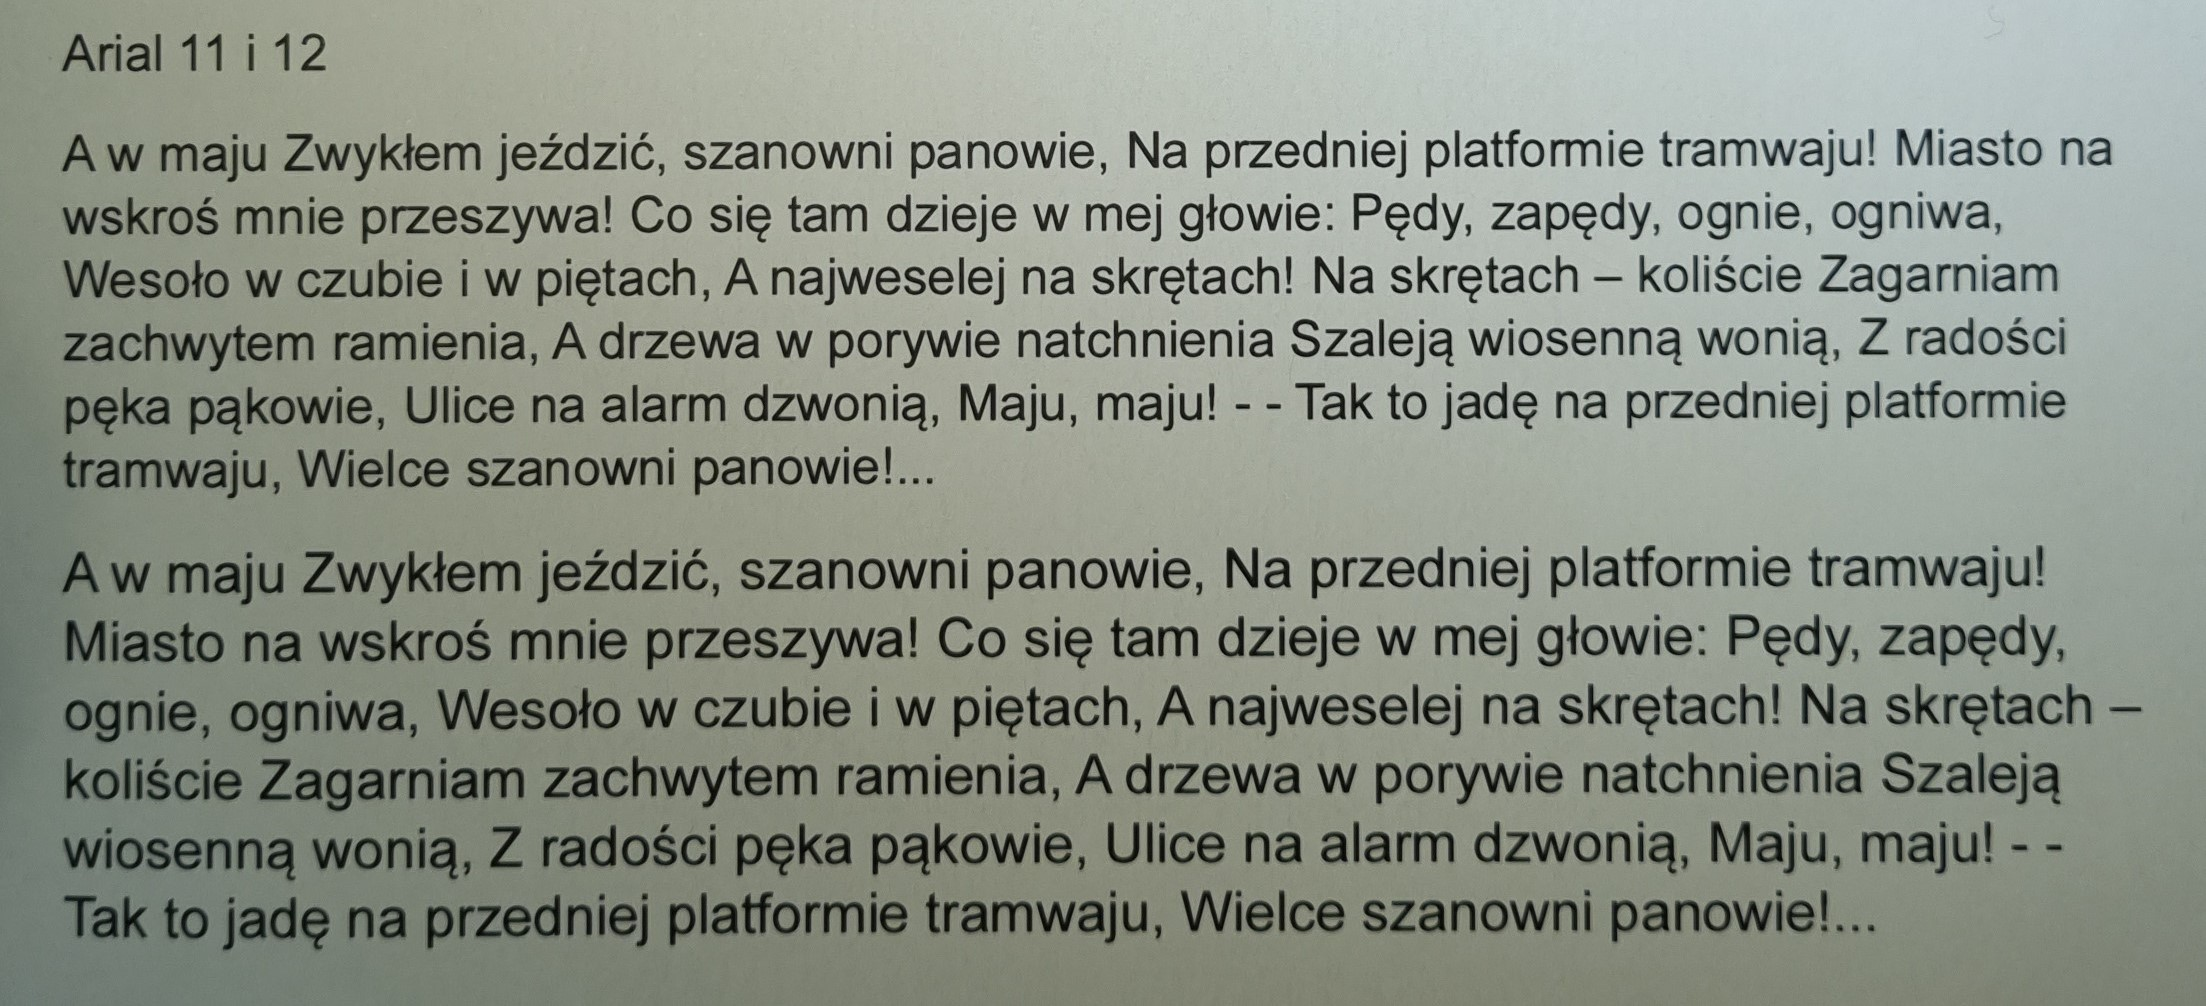 Arial 11 i 12
A w maju Zwykłem jeździć, szanowni panowie, Na przedniej platformie tramwaju! Miasto na
wskroś mnie przeszywa! Co się tam dzieje w mej głowie: Pędy, zapędy, ognie, ogniwa,
Wesoło w czubie i w piętach, A najweselej na skrętach! Na skrętach – koliście Zagarniam
zachwytem ramienia, A drzewa w porywie natchnienia Szaleją wiosenną wonią, Z radości
pęka pąkowie, Ulice na alarm dzwonią, Maju, maju! - - Tak to jadę na przedniej platformie
tramwaju, Wielce szanowni panowie!...
A w maju Zwykłem jeździć, szanowni panowie, Na przedniej platformie tramwaju!
Miasto na wskroś mnie przeszywa! Co się tam dzieje w mej głowie: Pędy, zapędy,
ognie, ogniwa, Wesoło w czubie i w piętach, A najweselej na skrętach! Na skrętach –
koliście Zagarniam zachwytem ramienia, A drzewa w porywie natchnienia Szaleją
wiosenną wonią, Z radości pęka pąkowie, Ulice na alarm dzwonią, Maju, maju! - -
Tak to jadę na przedniej platformie tramwaju, Wielce szanowni panowie!...